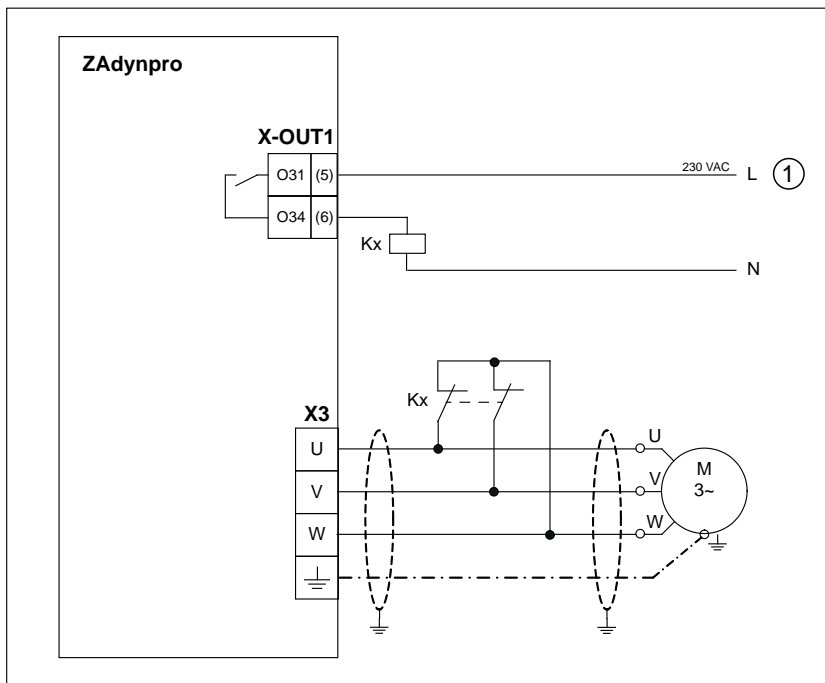 ZAdynpro
X-OUT1
O31 (5)
230 VAC L 1
O34 (6)
Kx
N
Kx
X3
U
U
V
V
W
W
M
3~